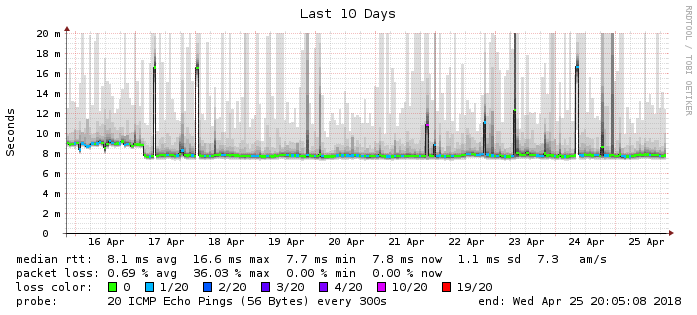 Last 10 Days
RRDTOOL / TOBI OETIKER
Seconds
20 m
18 m
16 m
14 m
12 m
10 m
8 m
6 m
4 m
2 m
0
16 Apr 17 Apr 18 Apr 19 Apr 20 Apr 21 Apr 22 Apr 23 Apr 24 Apr 25 Apr
median rtt: 8.1 ms avg 16.6 ms max 7.7 ms min 7.8 ms now 1.1 ms sd 7.3 am/s
packet loss: 0.69 % avg 36.03 % max 0.00 % min 0.00 % now
loss color: 0 1/20 2/20 3/20 4/20 10/20 19/20
probe: 20 ICMP Echo Pings (56 Bytes) every 300s end: Wed Apr 25 20:05:08 2018